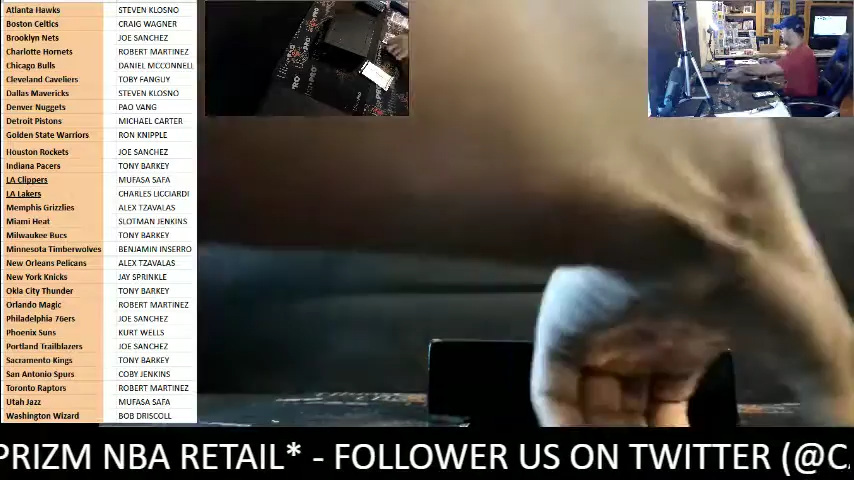 Atlanta Hawks STEVEN KLOSNO
Boston Celtics CRAIG WAGNER
Brooklyn Nets JOE SANCHEZ
Charlotte Hornets ROBERT MARTINEZ
Chicago Bulls DANIEL MCCONNELL
Cleveland Cavaliers TOBY FANGUY
Dallas Mavericks STEVEN KLOSNO
Denver Nuggets PAO VANG
Detroit Pistons MICHAEL CARTER
Golden State Warriors RON KNIPPLE
Houston Rockets JOE SANCHEZ
Indiana Pacers TONY BARKEY
LA Clippers MUFASA SAFA
LA Lakers CHARLES LICCIARDI
Memphis Grizzlies ALEX TZAVALAS
Miami Heat SLOTMAN JENKINS
Milwaukee Bucs TONY BARKEY
Minnesota Timberwolves BENJAMIN INSERRO
New Orleans Pelicans ALEX TZAVALAS
New York Knicks JAY SPRINKLE
Okla City Thunder TONY BARKEY
Orlando Magic ROBERT MARTINEZ
Philadelphia 76ers JOE SANCHEZ
Phoenix Suns KURT WELLS
Portland Trailblazers JOE SANCHEZ
Sacramento Kings TONY BARKEY
San Antonio Spurs COBY JENKINS
Toronto Raptors ROBERT MARTINEZ
Utah Jazz MUFASA SAFA
Washington Wizard BOB DRISCOLL
PRIZM NBA RETAIL* - FOLLOWER US ON TWITTER (@C